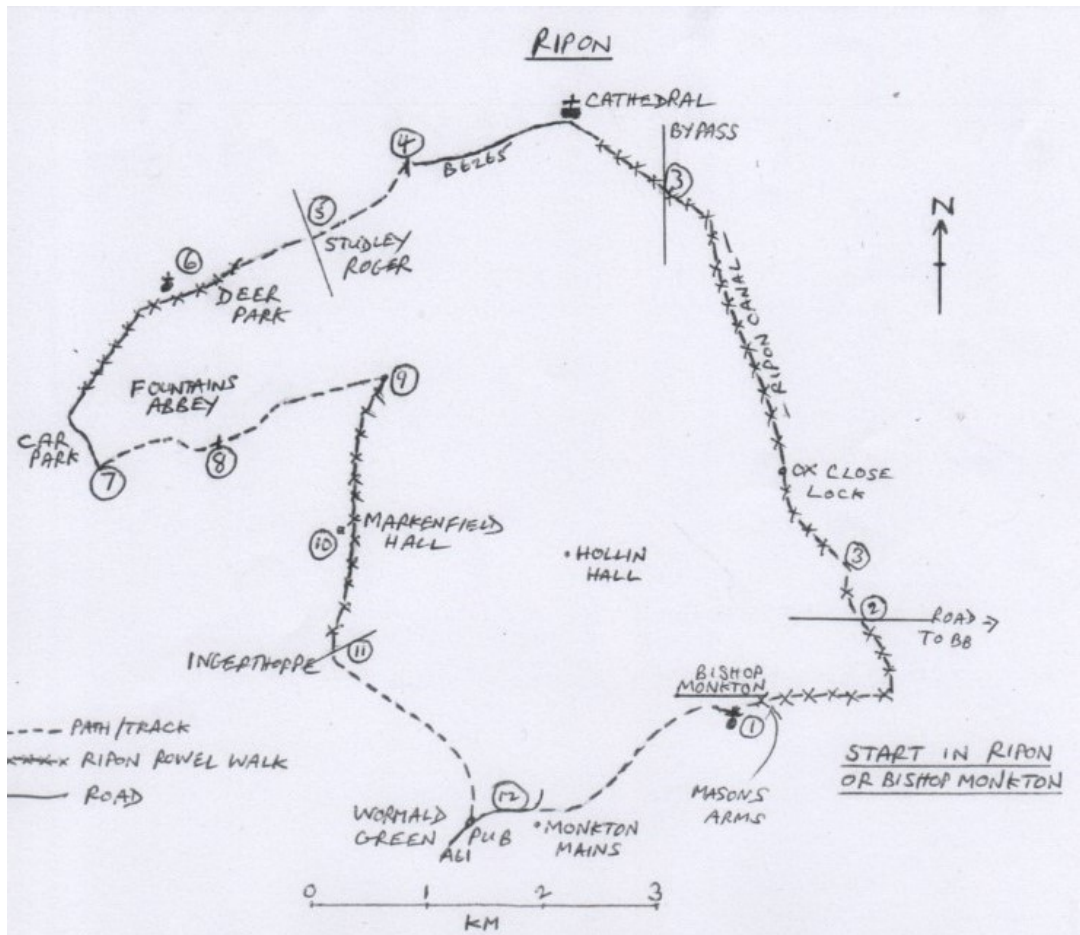 RIPON
CATHEDRAL
BYPASS
4
B6265
3
N
5
STUDLEY
ROGER
6
DEER
PARK
RIPON CANAL
FOUNTAINS
ABBEY
9
CAR
PARK
7
8
OX CLOSE
LOCK
MARKENFIELD
HALL
10
HOLLIN
HALL
3
2
ROAD ⇒
TO BB
INGERTHORPE
11
BISHOP
MONKTON
1
PATH/TRACK
RIPON ROWEL WALK
ROAD
START IN RIPON
OR BISHOP MONKTON
MASONS
ARMS
12
WORMALD
GREEN
PUB
A61
MONKTON
MAINS
0 1 2 3
KM